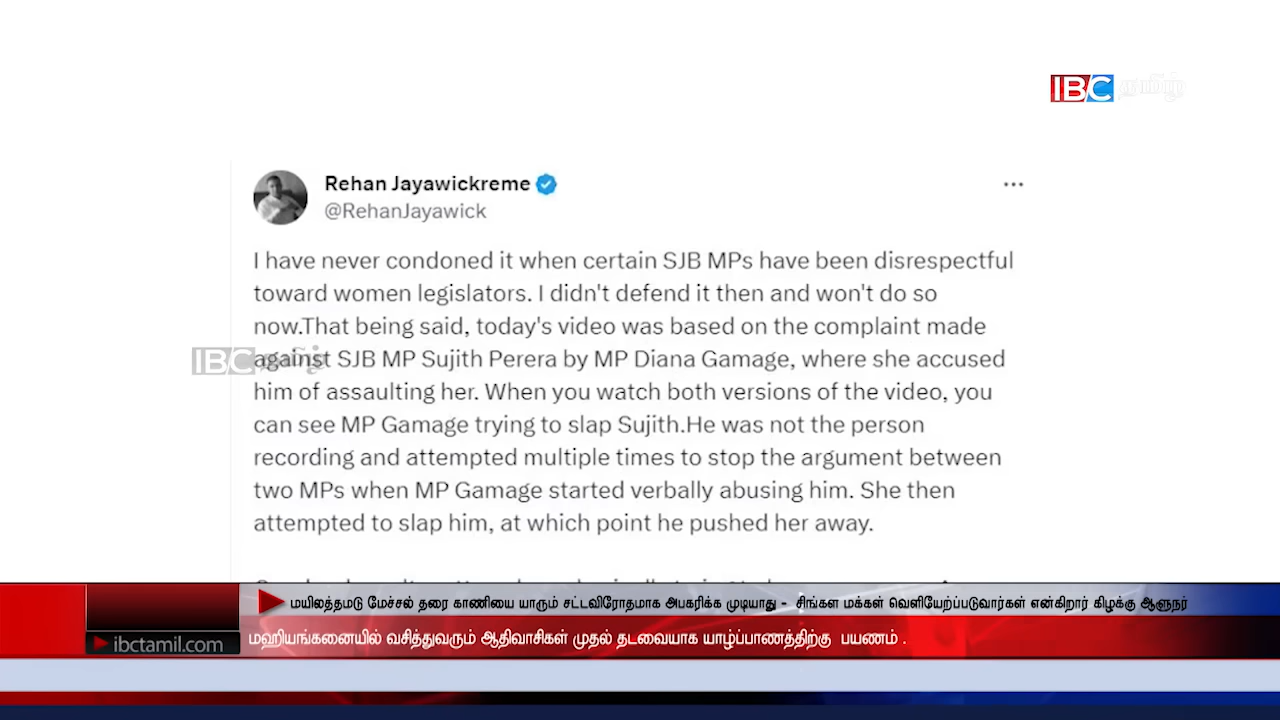 IBC தமிழ்
Rehan Jayawickreme
@RehanJayawick
I have never condoned it when certain SJB MPs have been disrespectful
toward women legislators. I didn't defend it then and won't do so
now.That being said, today's video was based on the complaint made
against SJB MP Sujith Perera by MP Diana Gamage, where she accused
IBC தமிழ்
him of assaulting her. When you watch both versions of the video, you
can see MP Gamage trying to slap Sujith.He was not the person
recording and attempted multiple times to stop the argument between
two MPs when MP Gamage started verbally abusing him. She then
attempted to slap him, at which point he pushed her away.
மயிலத்தமடு மேச்சல் தரை காணியை யாரும் சட்டவிரோதமாக அபகரிக்க முடியாது - சிங்கள மக்கள் வெளியேற்ப்படுவார்கள் என்கிறார் கிழக்கு ஆளுநர்
ibctamil.com
மஹியங்கனையில் வசித்துவரும் ஆதிவாசிகள் முதல் தடவையாக யாழ்ப்பாணத்திற்கு பயணம் .